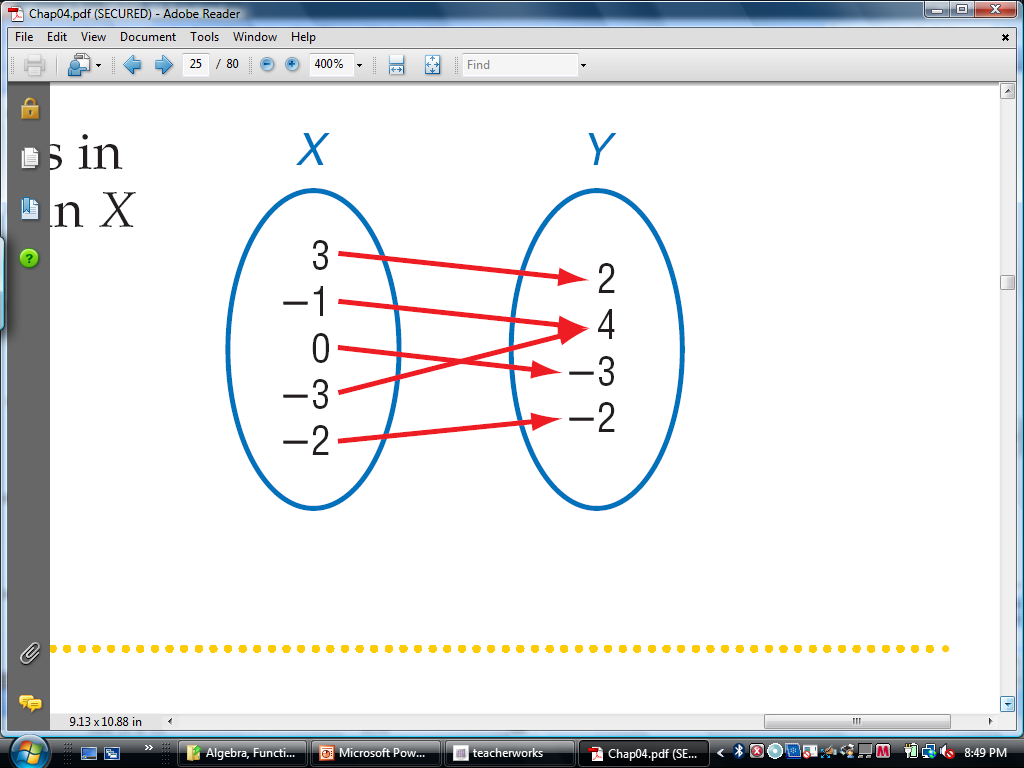 Chap04.pdf (SECURED) - Adobe Reader
File Edit View Document Tools Window Help
25 / 80 400% Find
s in
in X
X Y
3
2
−1
4
0
−3
−3
−2
−2
9.13 x 10.88 in
Algebra, Functi... Microsoft Pow... teacherworks Chap04.pdf (SE... 8:49 PM